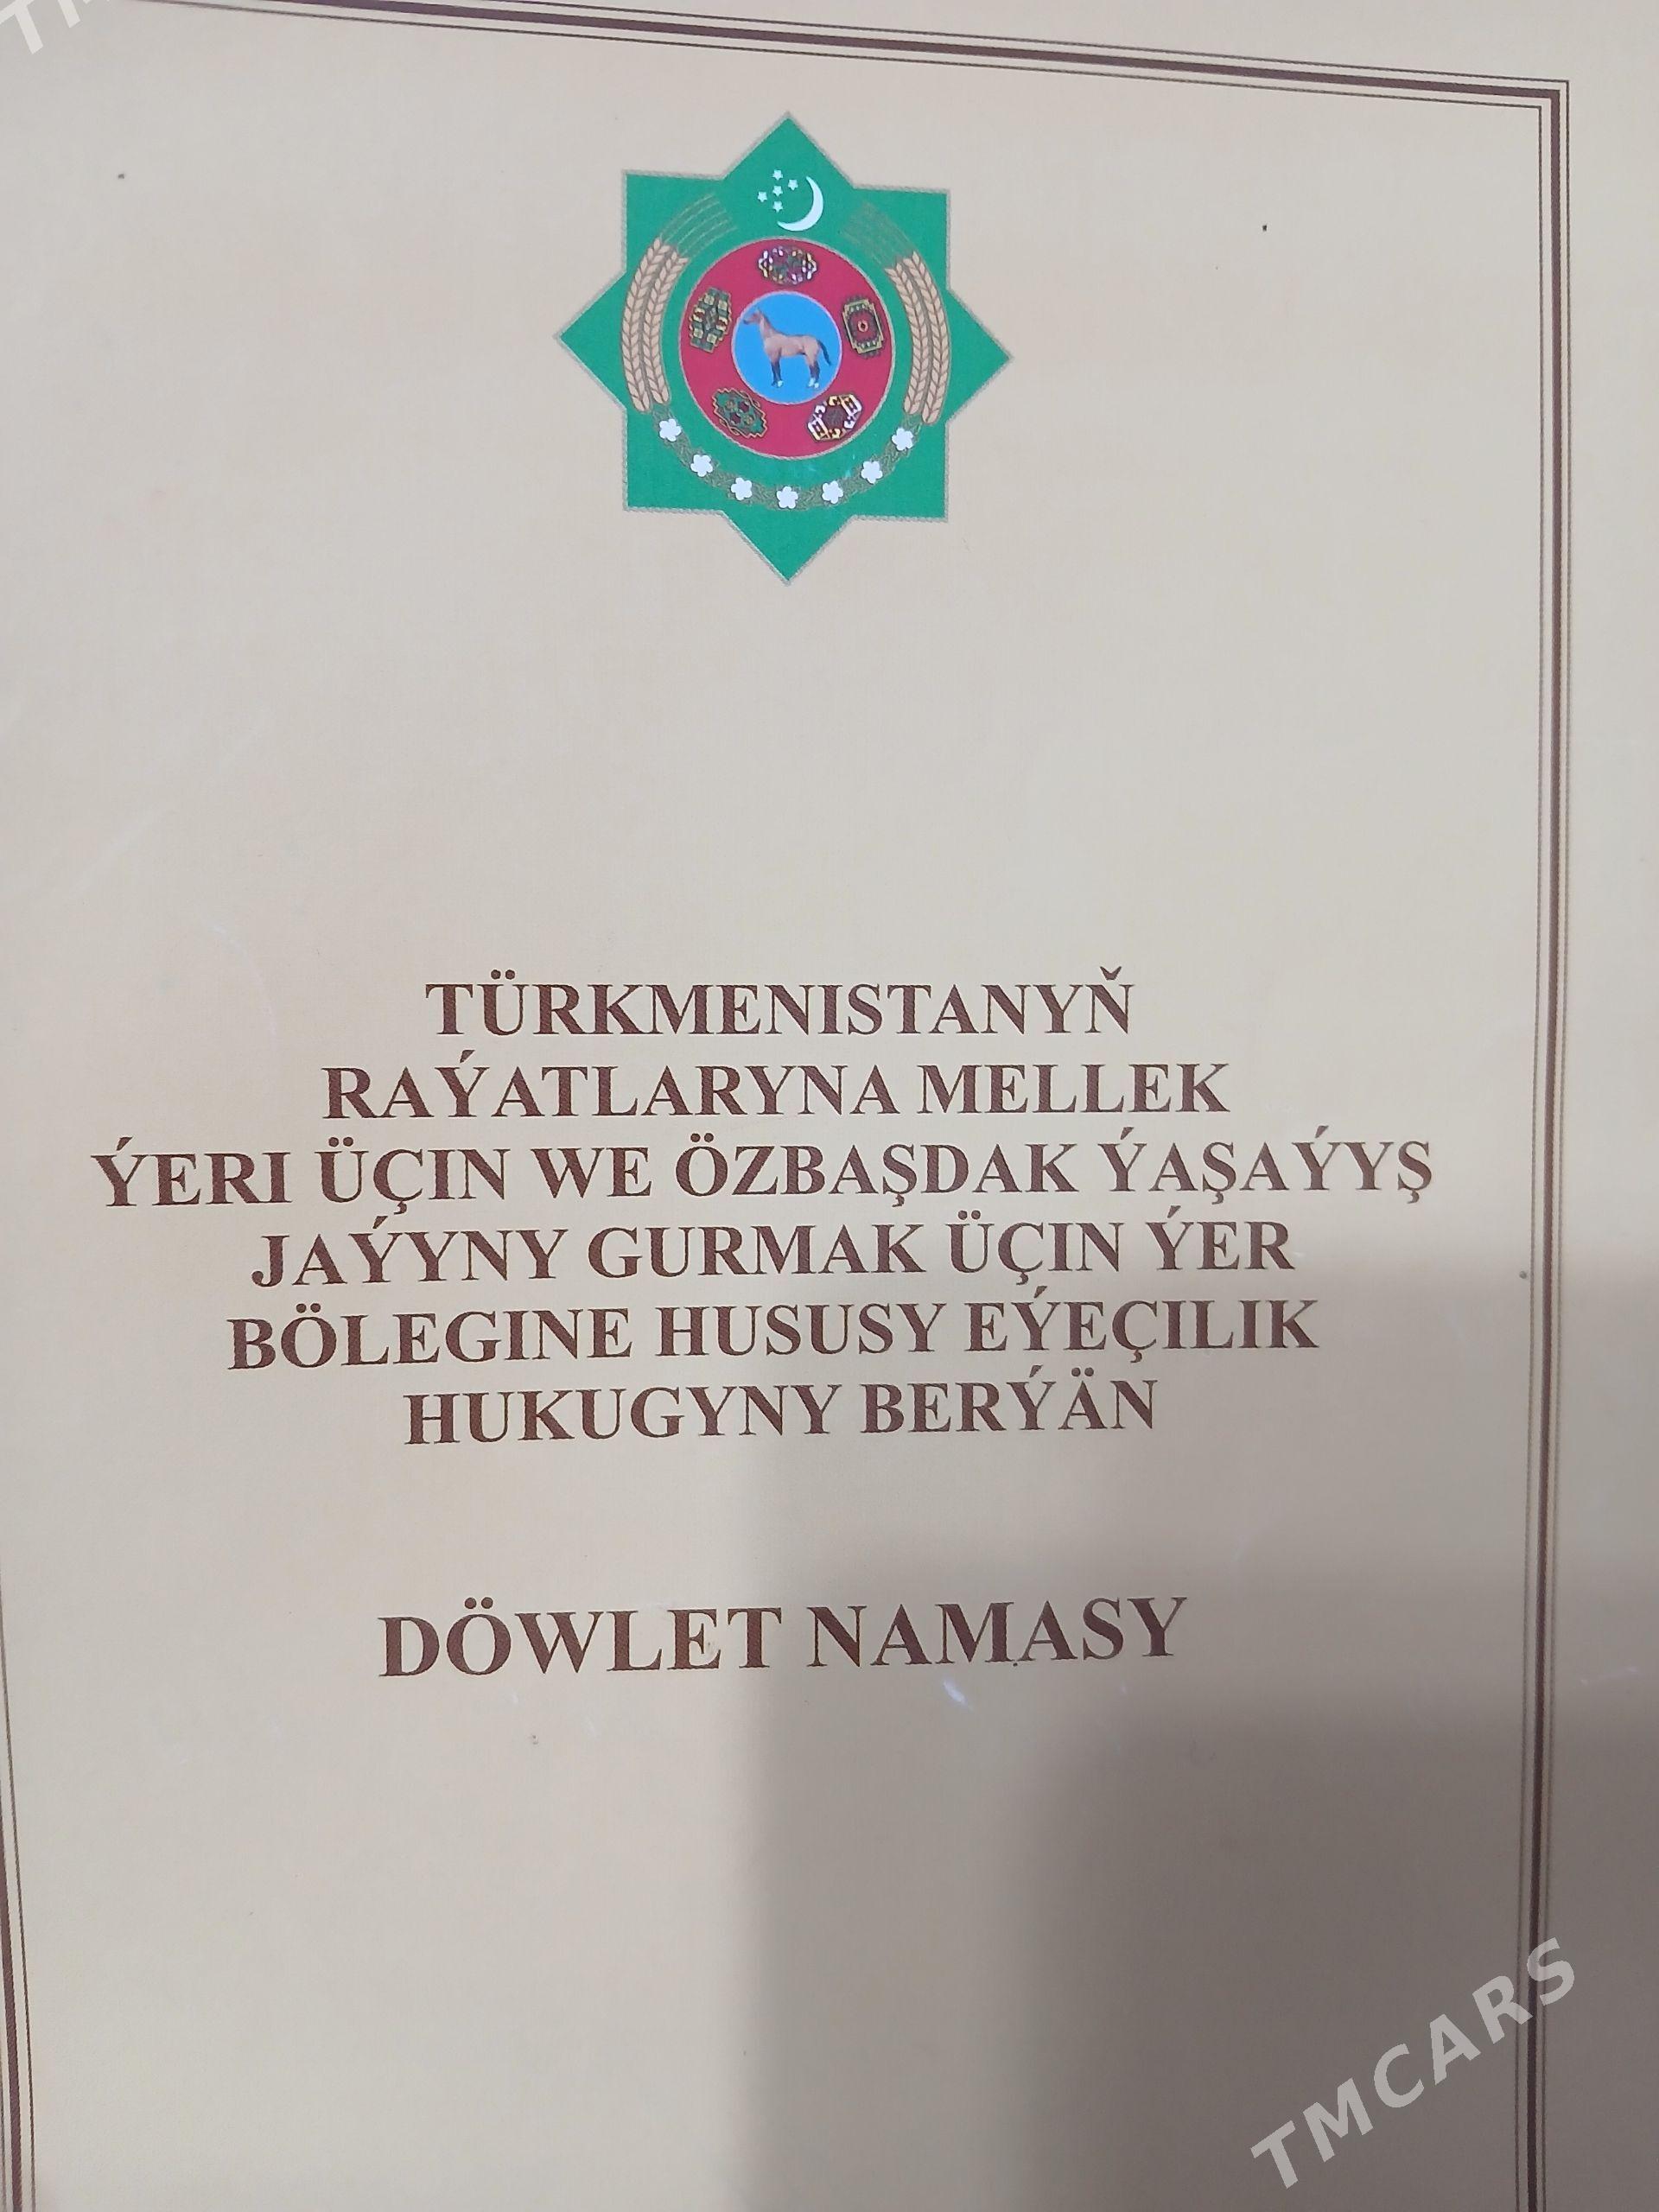 TÜRKMENISTANYŇ
RAÝATLARYNA MELLEK
ÝERI ÜÇIN WE ÖZBAŞDAK ÝAŞAÝYŞ
JAÝYNY GURMAK ÜÇIN ÝER
BÖLEGINE HUSUSY EÝEÇILIK
HUKUGYNY BERÝÄN
DÖWLET NAMASY
TMCARS